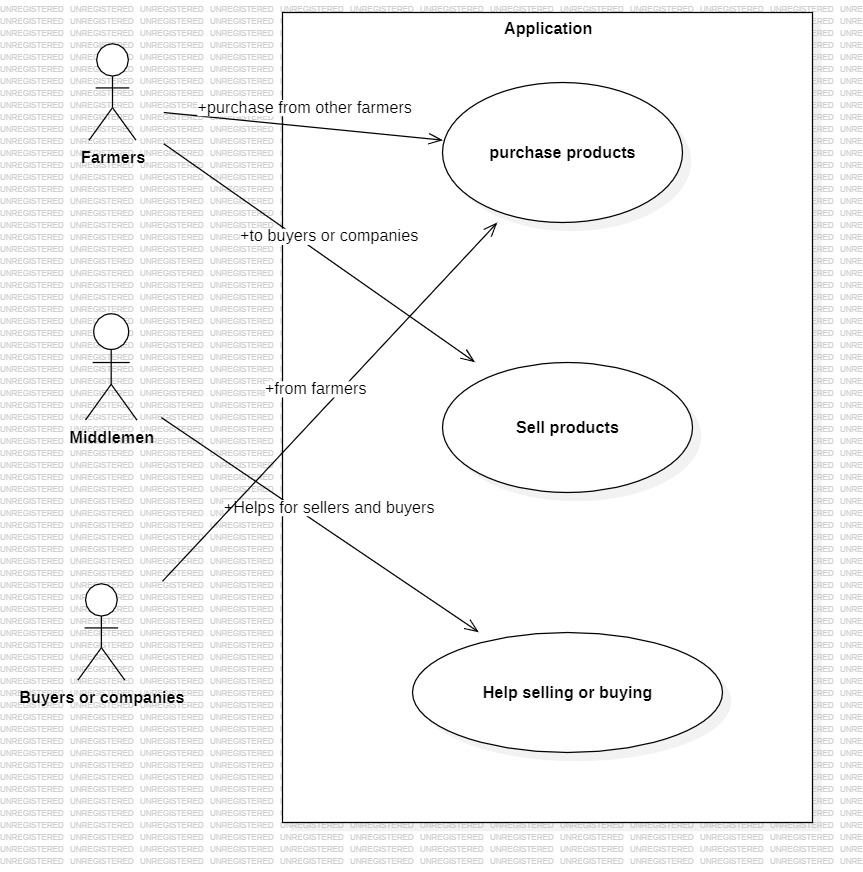 Application
+purchase from other farmers
purchase products
Farmers
+to buyers or companies
+from farmers
Sell products
Middlemen
+Helps for sellers and buyers
Help selling or buying
Buyers or companies
UNREGISTERED